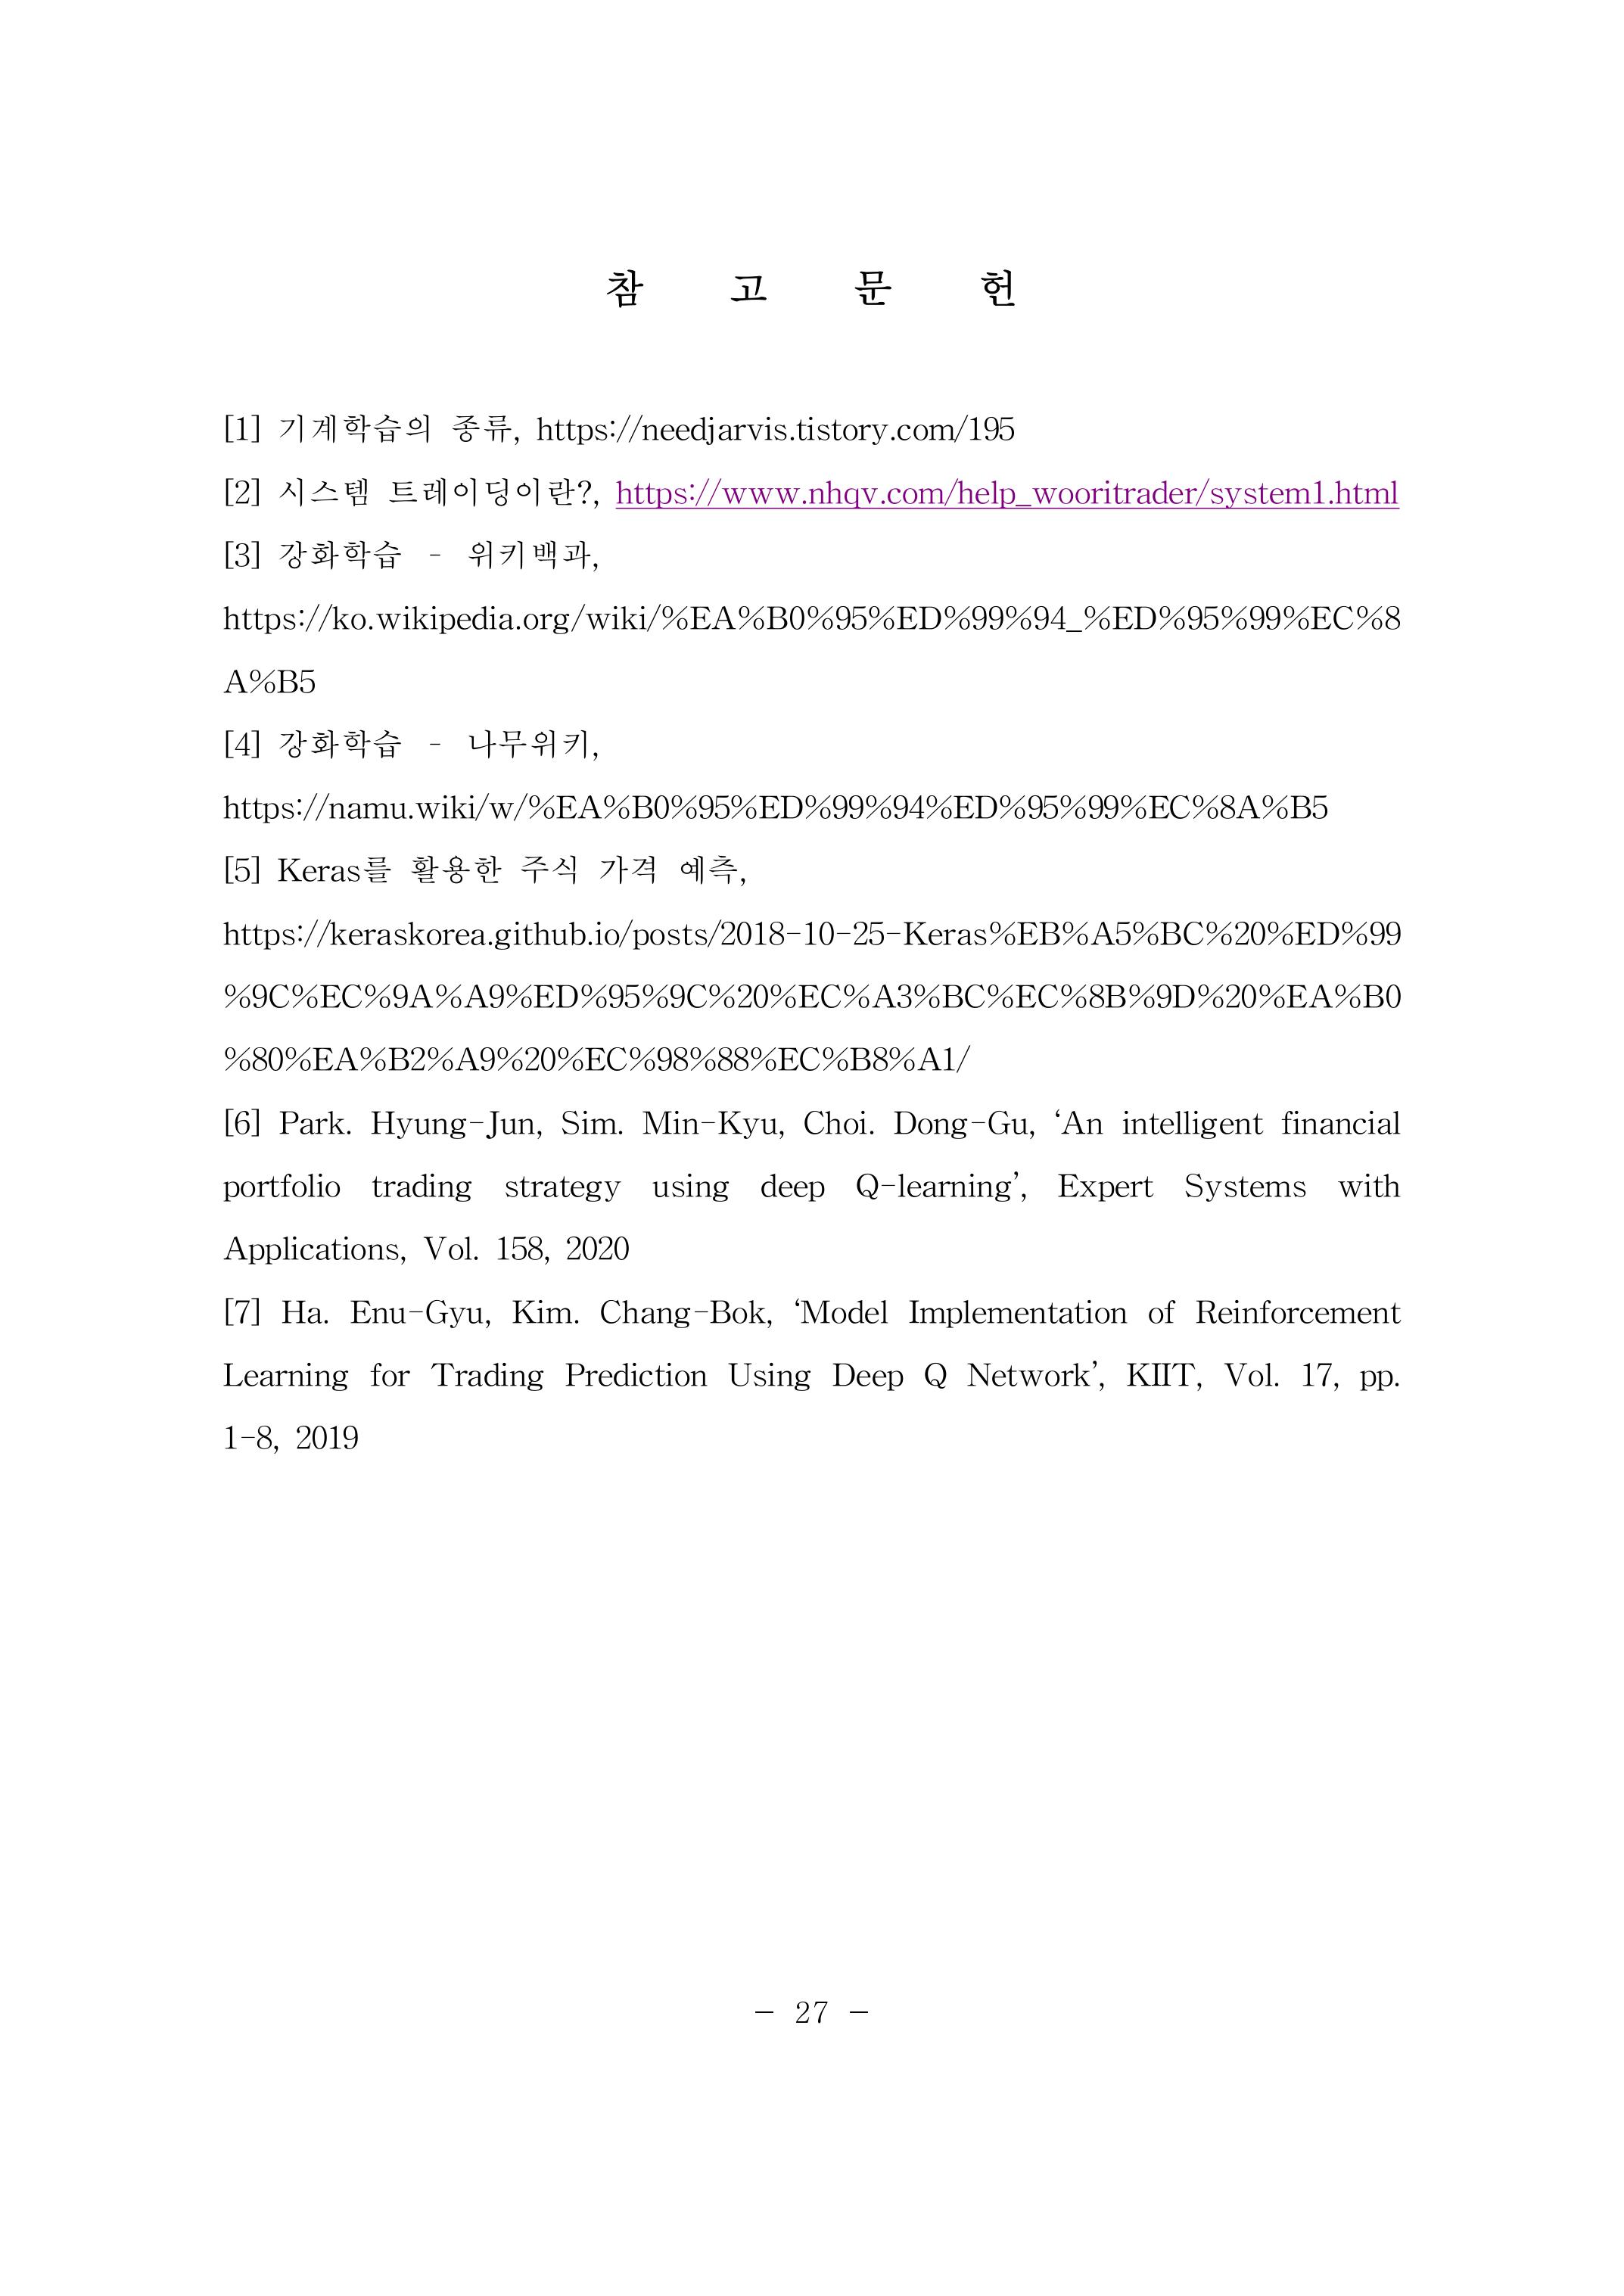 참 고 문 헌
[1] 기계학습의 종류, https://needjarvis.tistory.com/195
[2] 시스템 트레이딩이란?, https://www.nhqv.com/help_wooritrader/system1.html
[3] 강화학습 - 위키백과,
https://ko.wikipedia.org/wiki/%EA%B0%95%ED%99%94_%ED%95%99%EC%8
A%B5
[4] 강화학습 - 나무위키,
https://namu.wiki/w/%EA%B0%95%ED%99%94%ED%95%99%EC%8A%B5
[5] Keras를 활용한 주식 가격 예측,
https://keraskorea.github.io/posts/2018-10-25-Keras%EB%A5%BC%20%ED%99
%9C%EC%9A%A9%ED%95%9C%20%EC%A3%BC%EC%8B%9D%20%EA%B0
%80%EA%B2%A9%20%EC%98%88%EC%B8%A1/
[6] Park. Hyung-Jun, Sim. Min-Kyu, Choi. Dong-Gu, ‘An intelligent financial
portfolio trading strategy using deep Q-learning’, Expert Systems with
Applications, Vol. 158, 2020
[7] Ha. Enu-Gyu, Kim. Chang-Bok, ‘Model Implementation of Reinforcement
Learning for Trading Prediction Using Deep Q Network’, KIIT, Vol. 17, pp.
1-8, 2019
- 27 -